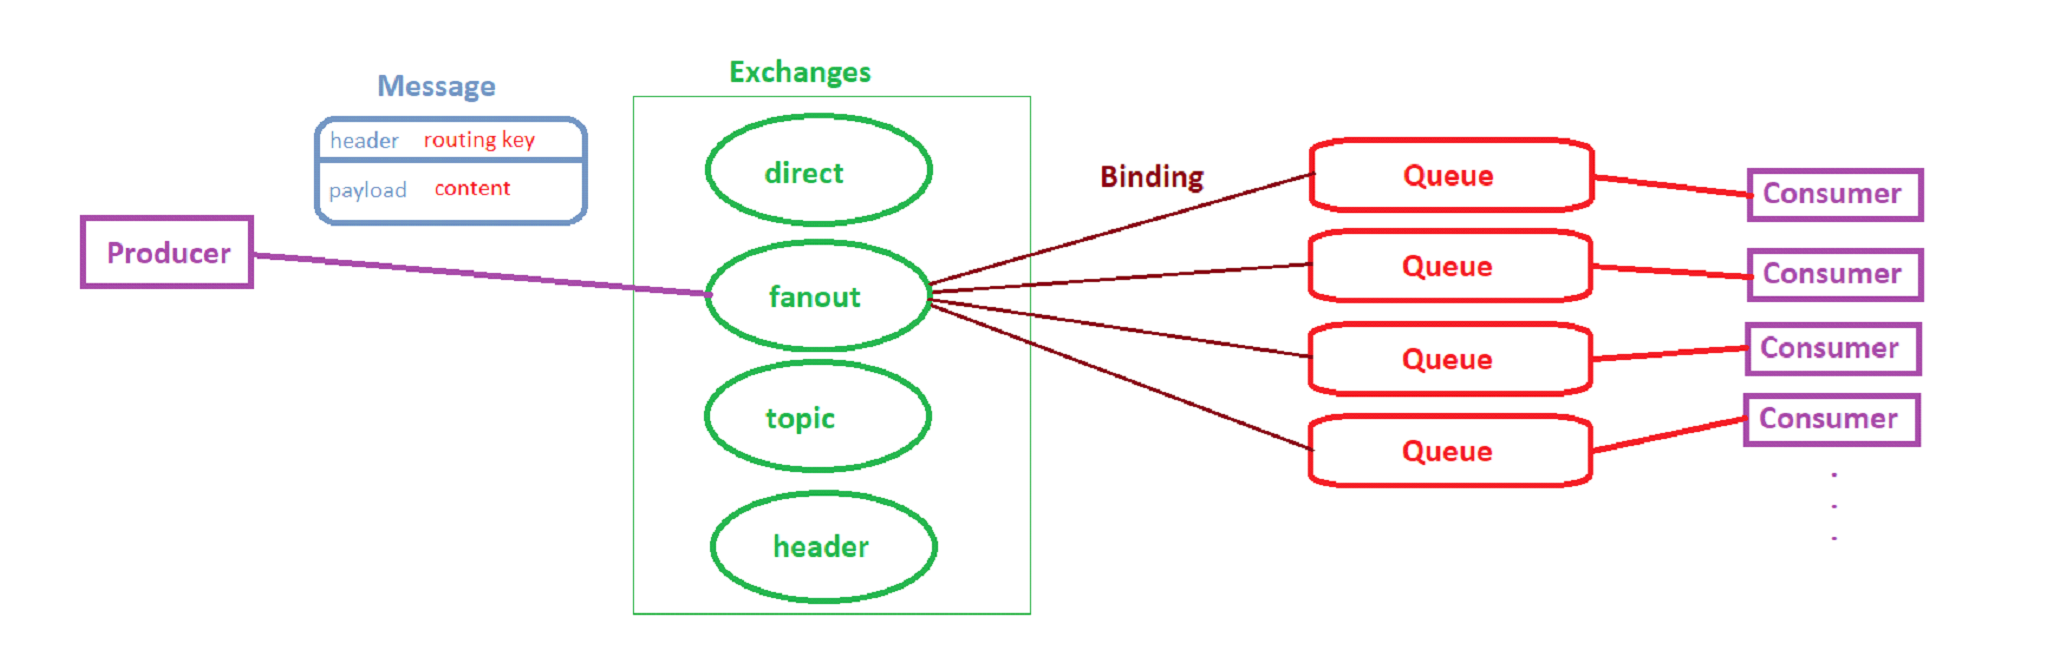 Message
header routing key
payload content
Producer
Exchanges
direct
fanout
topic
header
Binding
Queue
Queue
Queue
Queue
Consumer
Consumer
Consumer
Consumer